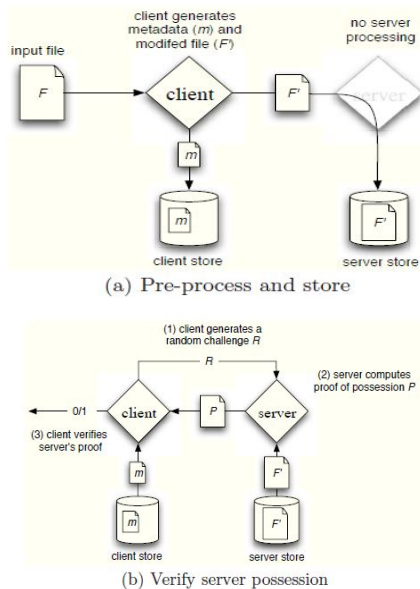 client generates
metadata (m) and
modifed file (F')
no server
processing
input file
F
client
F'
server
m
m
F'
client store
server store
(a) Pre-process and store
(1) client generates a
random challenge R
R
(2) server computes
proof of possession P
0/1
client
P
server
(3) client verifies
server's proof
m
F'
m
F'
client store
server store
(b) Verify server possession